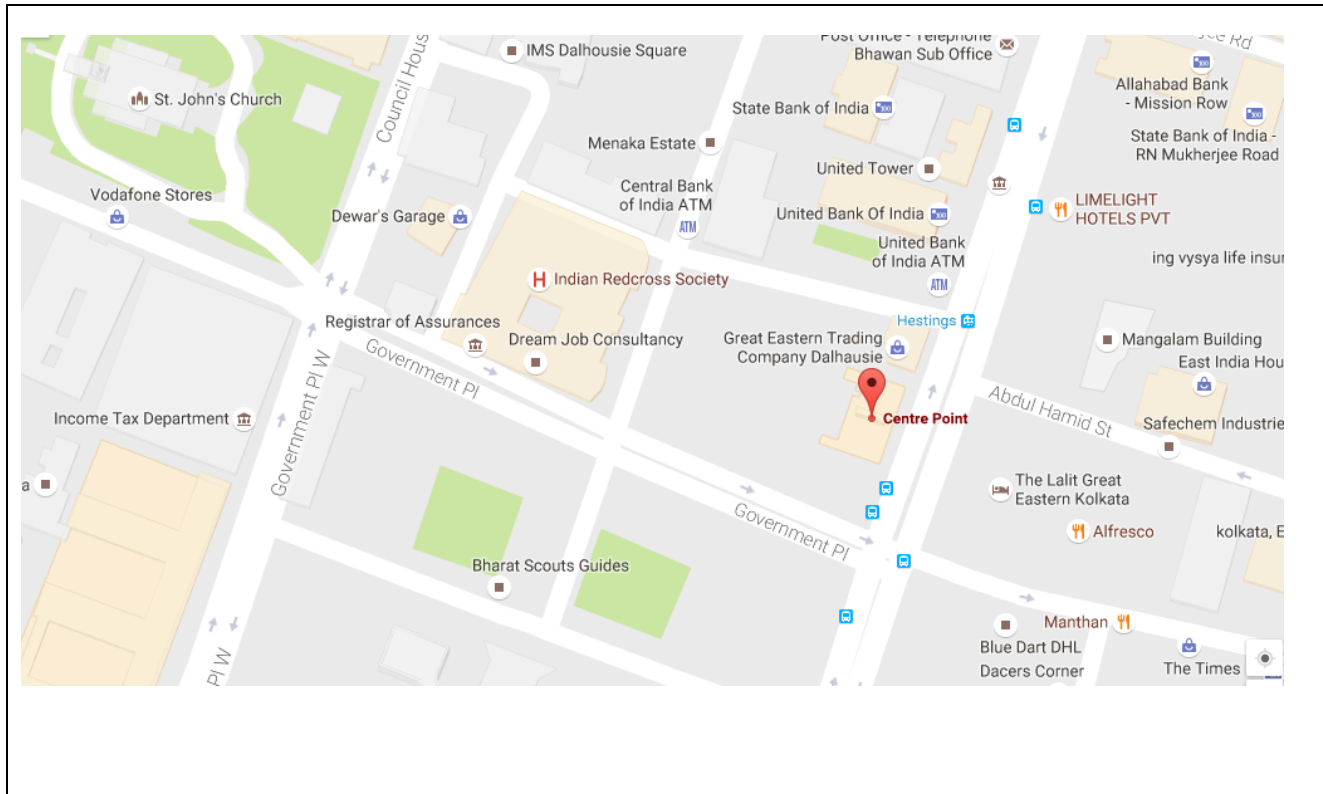 IMS Dalhousie Square
Council Hous
Post Office - Telephone
Bhawan Sub Office
jee Rd
Allahabad Bank
- Mission Row
St. John's Church
State Bank of India
100
State Bank of India -
RN Mukherjee Road
Menaka Estate
United Tower
Vodafone Stores
Central Bank
of India ATM
ATM
Dewar's Garage
United Bank Of India
LIMELIGHT
HOTELS PVT
United Bank
of India ATM
ATM
ing vysya life insur
H Indian Redcross Society
Hestings
Registrar of Assurances
Dream Job Consultancy
Great Eastern Trading
Company Dalhausie
Mangalam Building
East India Hou
Government Pl
Government Pl W
Income Tax Department
Centre Point
Abdul Hamid St
Safechem Industrie
a
The Lalit Great
Eastern Kolkata
Government Pl
Alfresco
kolkata, E
Bharat Scouts Guides
Manthan
Blue Dart DHL
Dacers Corner
The Times
Pl W